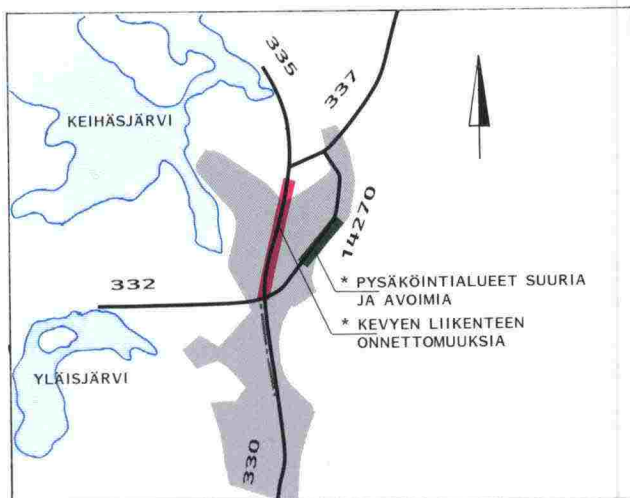 335
337
KEIHÄSJÄRVI
14270
332
* PYSÄKÖINTIALUEET SUURIA
JA AVOIMIA
* KEVYEN LIIKENTEEN
ONNETTOMUUKSIA
YLÄISJÄRVI
330